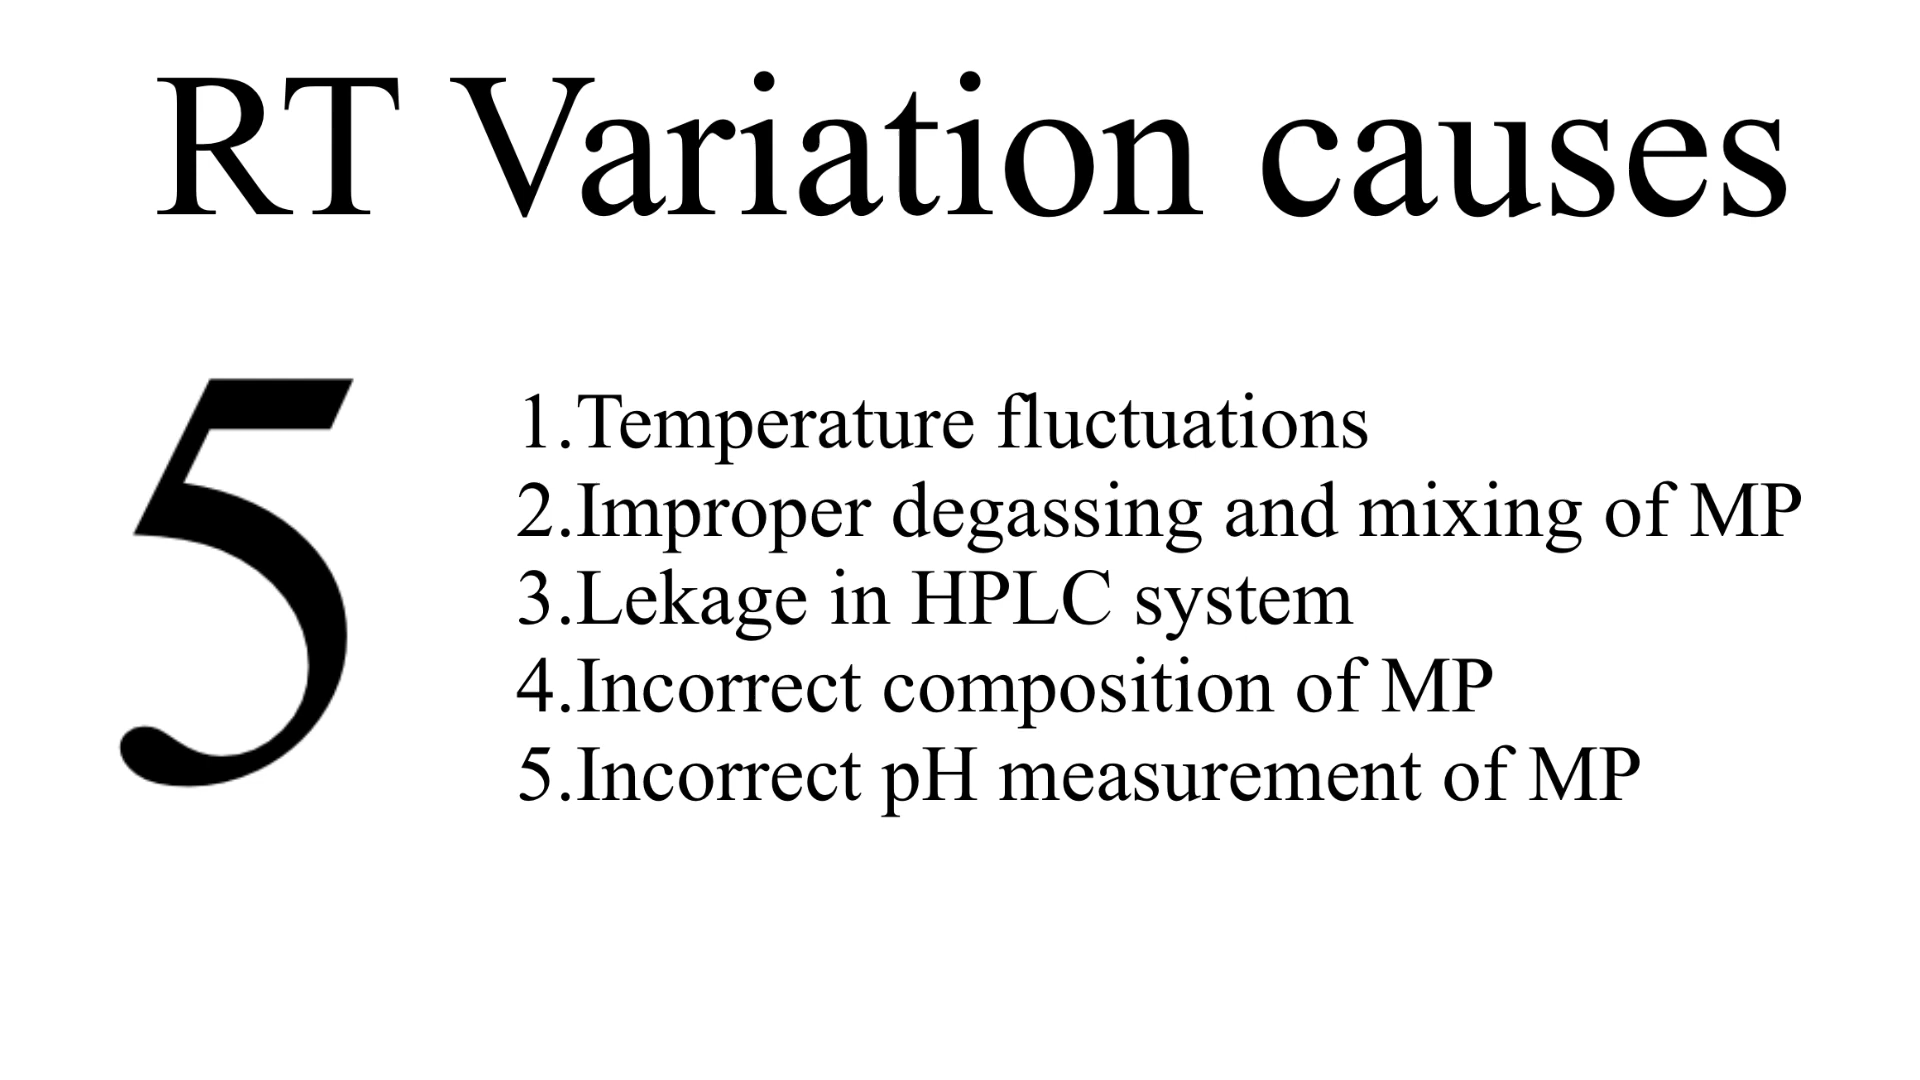 RT Variation causes
5
1.Temperature fluctuations
2.Improper degassing and mixing of MP
3.Lekage in HPLC system
4.Incorrect composition of MP
5.Incorrect pH measurement of MP